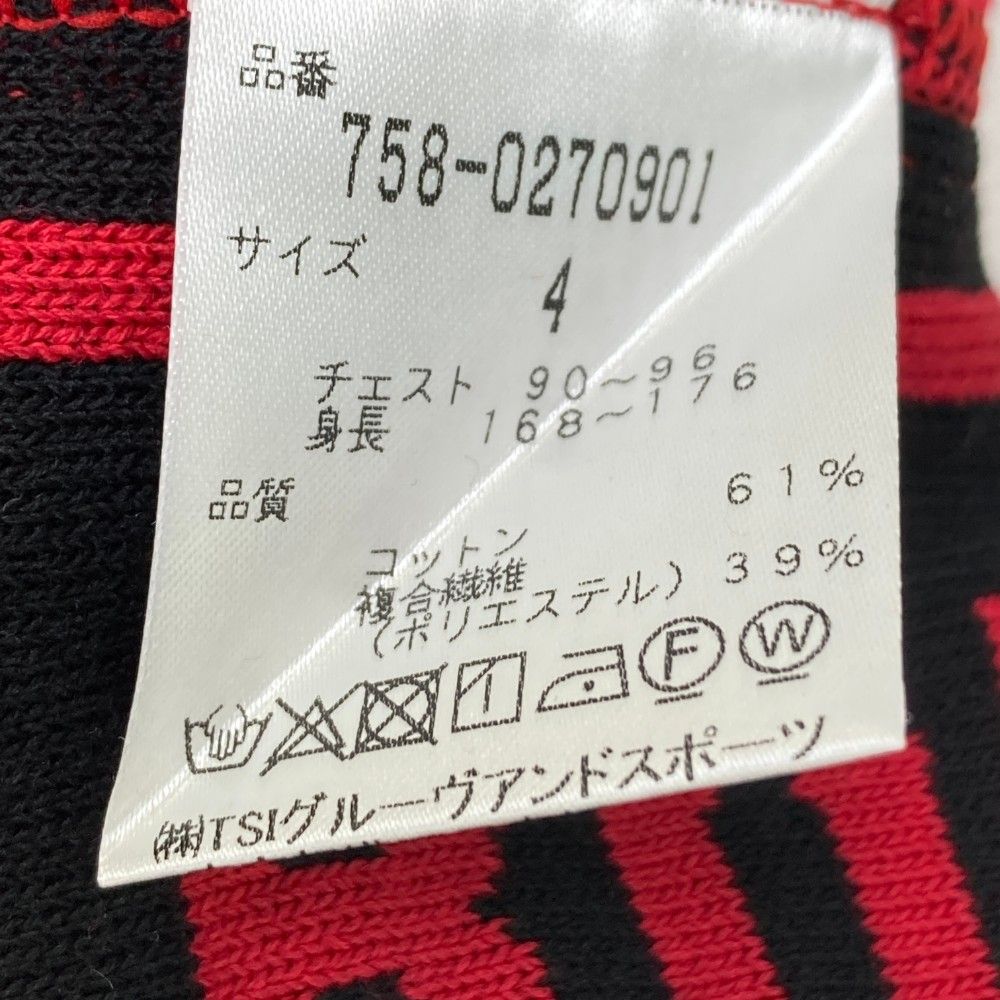 品番
758-0270901
サイズ 4
チェスト 90～96
身長 168～176
品質
コットン 61%
複合繊維
(ポリエステル) 39%
F W
㈱TSIグルーヴアンドスポーツ